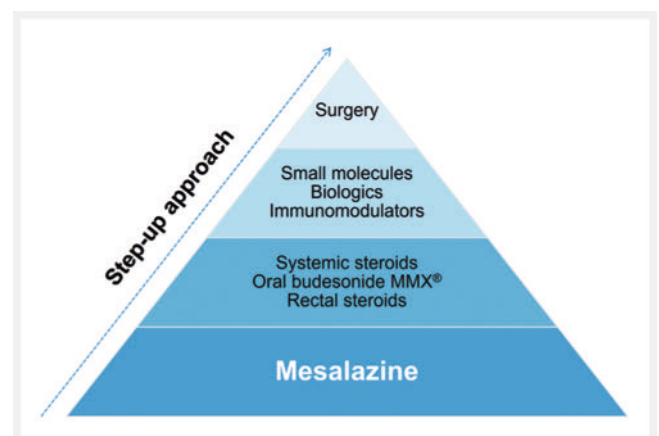 Step-up approach
Surgery
Small molecules
Biologics
Immunomodulators
Systemic steroids
Oral budesonide MMX®
Rectal steroids
Mesalazine